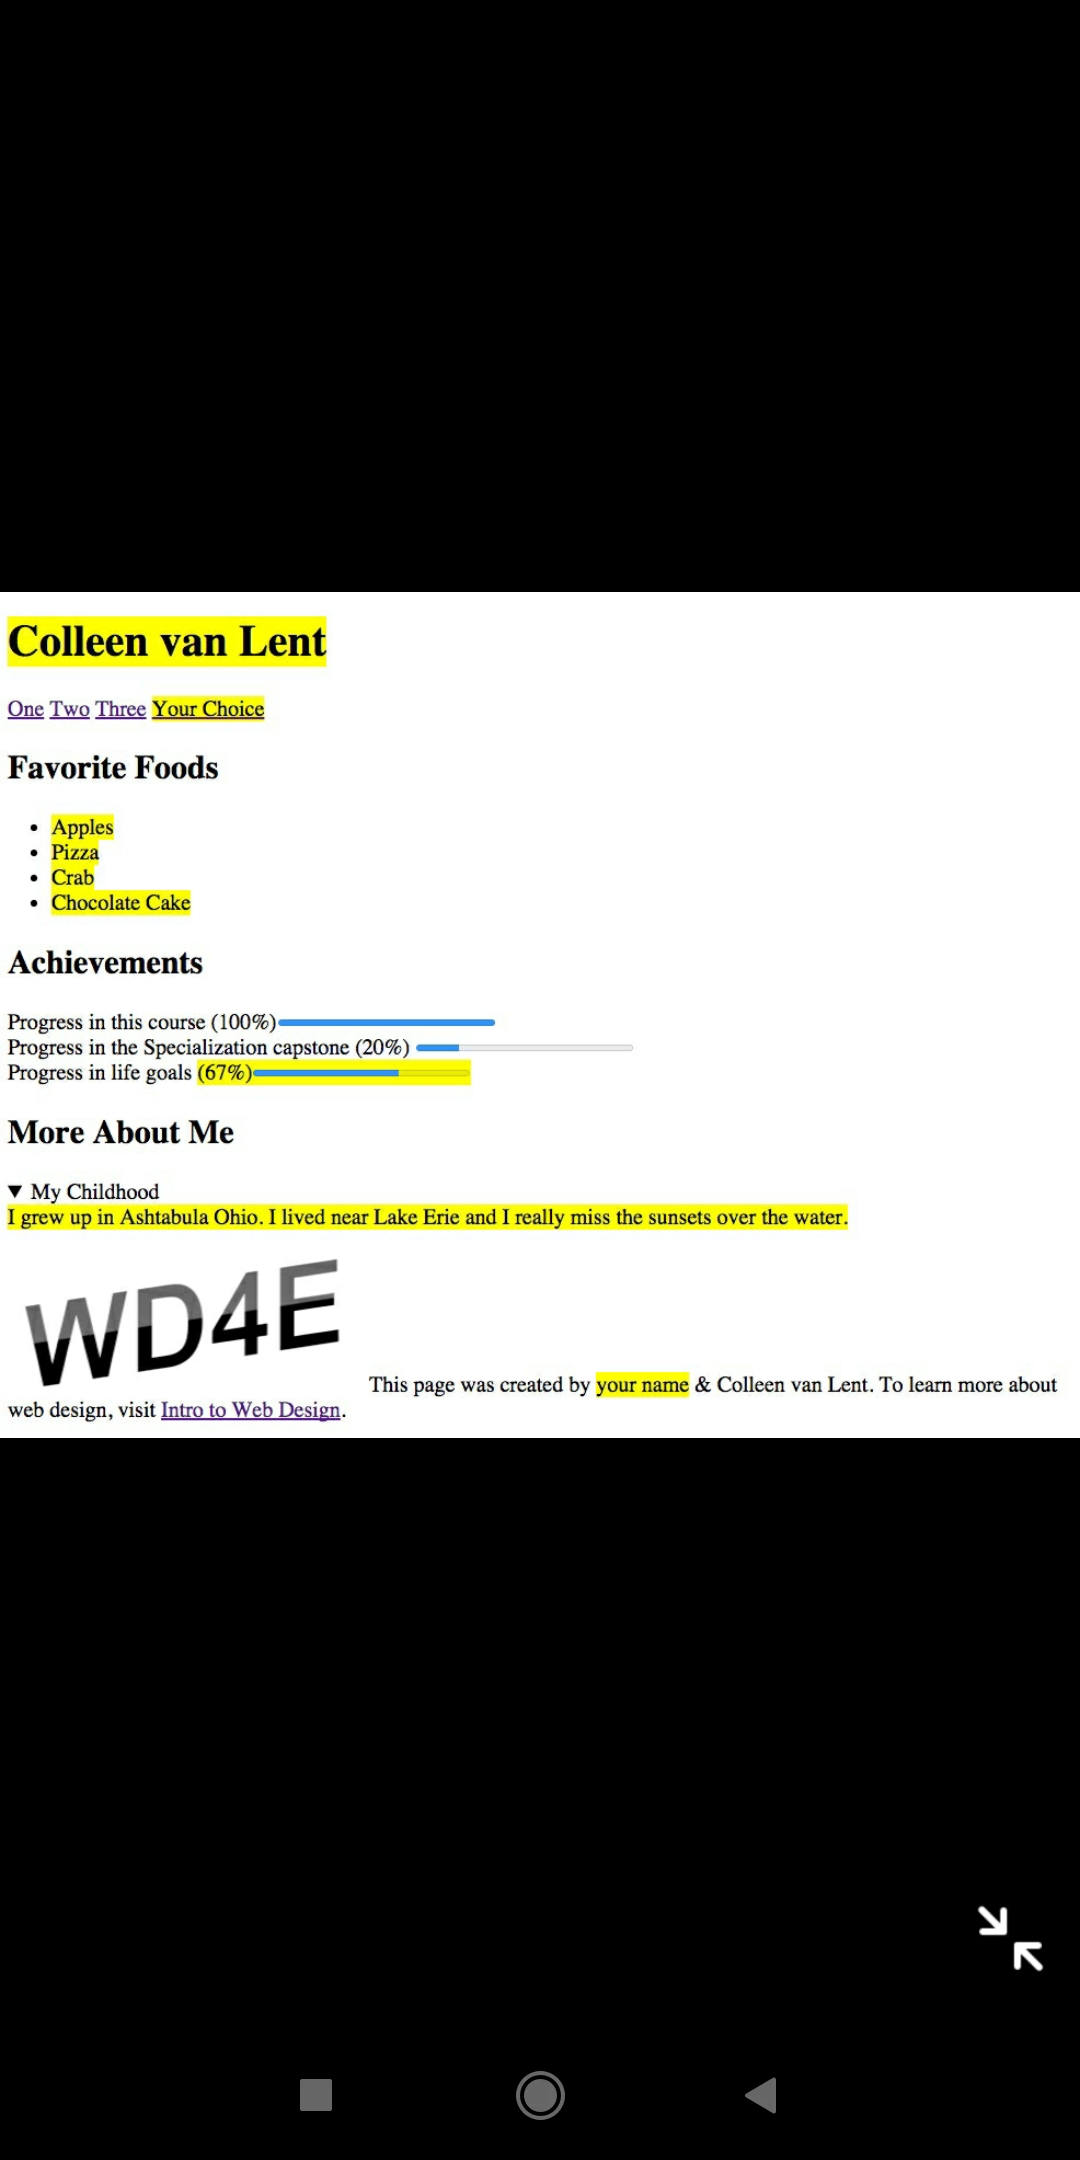 Colleen van Lent
One Two Three Your Choice
Favorite Foods
Apples
Pizza
Crab
Chocolate Cake
Achievements
Progress in this course (100%)
Progress in the Specialization capstone (20%)
Progress in life goals (67%)
More About Me
My Childhood
I grew up in Ashtabula Ohio. I lived near Lake Erie and I really miss the sunsets over the water.
WD4E
This page was created by your name & Colleen van Lent. To learn more about
web design, visit Intro to Web Design.